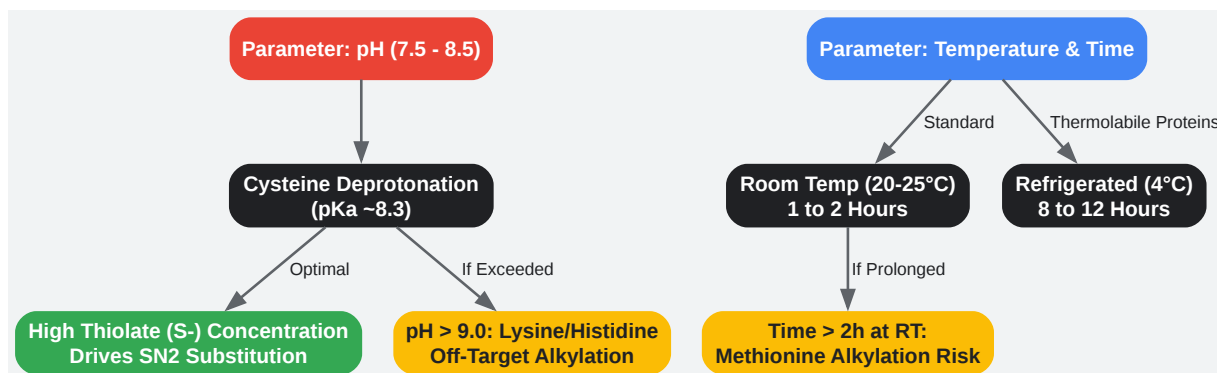 Parameter: pH (7.5 - 8.5)
Parameter: Temperature & Time
Standard
Thermolabile Proteins
Cysteine Deprotonation
(pKa ~8.3)
Room Temp (20-25°C)
1 to 2 Hours
Refrigerated (4°C)
8 to 12 Hours
Optimal
If Exceeded
If Prolonged
High Thiolate (S-) Concentration
Drives SN2 Substitution
pH > 9.0: Lysine/Histidine
Off-Target Alkylation
Time > 2h at RT:
Methionine Alkylation Risk